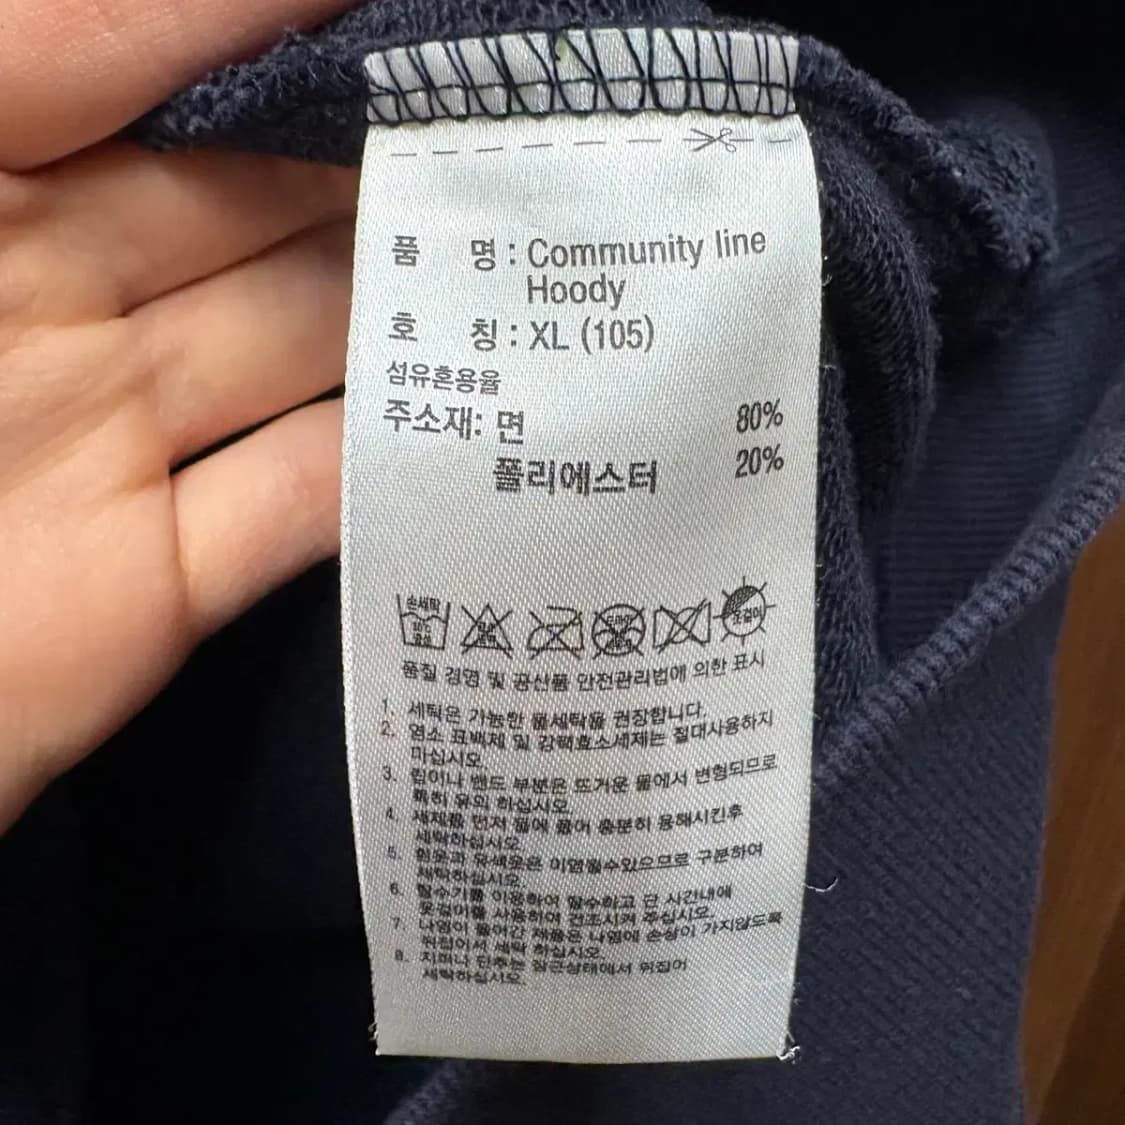 품 명 : Community line
Hoody
호 칭 : XL (105)
섬유혼용율
주소재: 면 80%
폴리에스터 20%
손세탁
품질 경영 및 공산품 안전관리법에 의한 표시
1. 세탁은 가능한 물세탁을 권장합니다.
2. 염소 표백제 및 강력효소세제는 절대사용하지
마십시오.
3. 립이나 밴드 부분은 뜨거운 물에서 변형되므로
특히 유의 하십시오.
4. 세제를 먼저 물에 풀어 충분히 용해시킨후
세탁하십시오.
5. 흰옷과 유색옷은 이염될수있으므로 구분하여
세탁하십시오.
6. 탈수기를 이용하여 탈수하고 단 시간내에
옷걸이를 사용하여 건조시켜 주십시오.
7. 나염이 들어간 제품은 나염에 손상이 가지않도록
뒤집어서 세탁 하십시오.
8. 지퍼나 단추는 잠근상태에서 뒤집어
세탁하십시오.